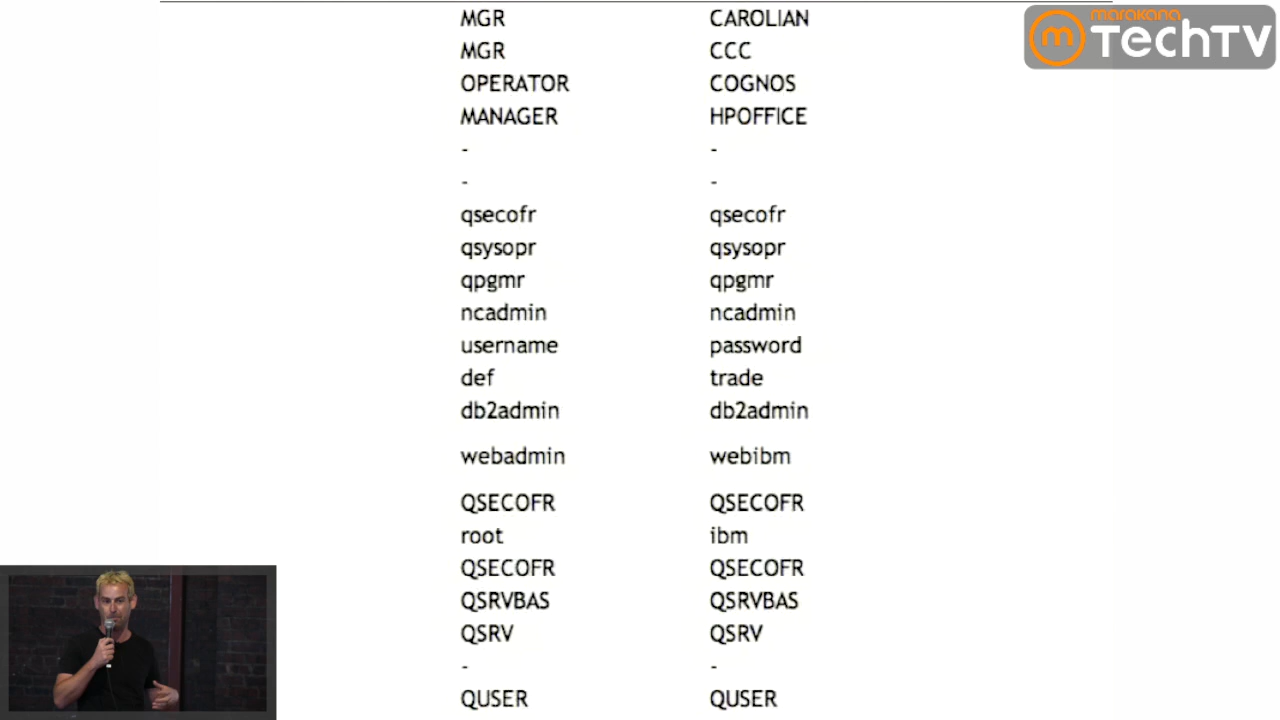 MGR CAROLIAN
MGR CCC
OPERATOR COGNOS
MANAGER HPOFFICE
- -
- -
qsecofr qsecofr
qsysopr qsysopr
qpgmr qpgmr
ncadmin ncadmin
username password
def trade
db2admin db2admin
webadmin webibm
QSECOFR QSECOFR
root ibm
QSECOFR QSECOFR
QSRVBAS QSRVBAS
QSRV QSRV
- -
QUSER QUSER
marakana
m TechTV